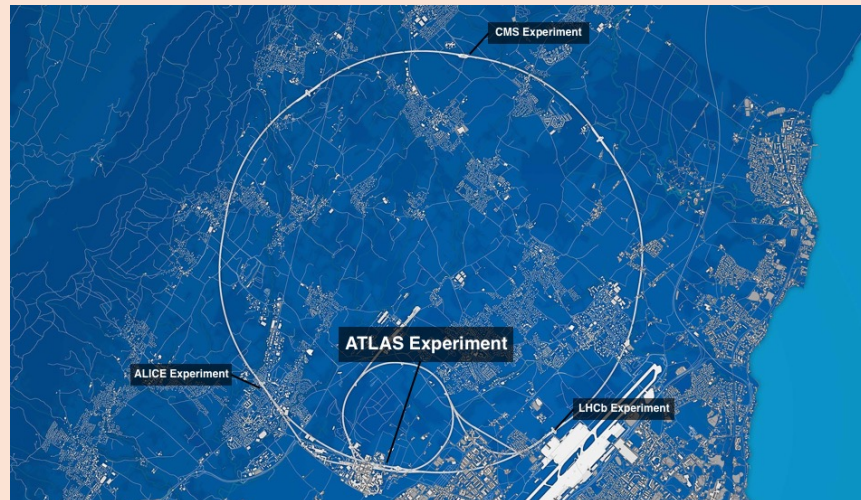 CMS Experiment
ATLAS Experiment
ALICE Experiment
LHCb Experiment